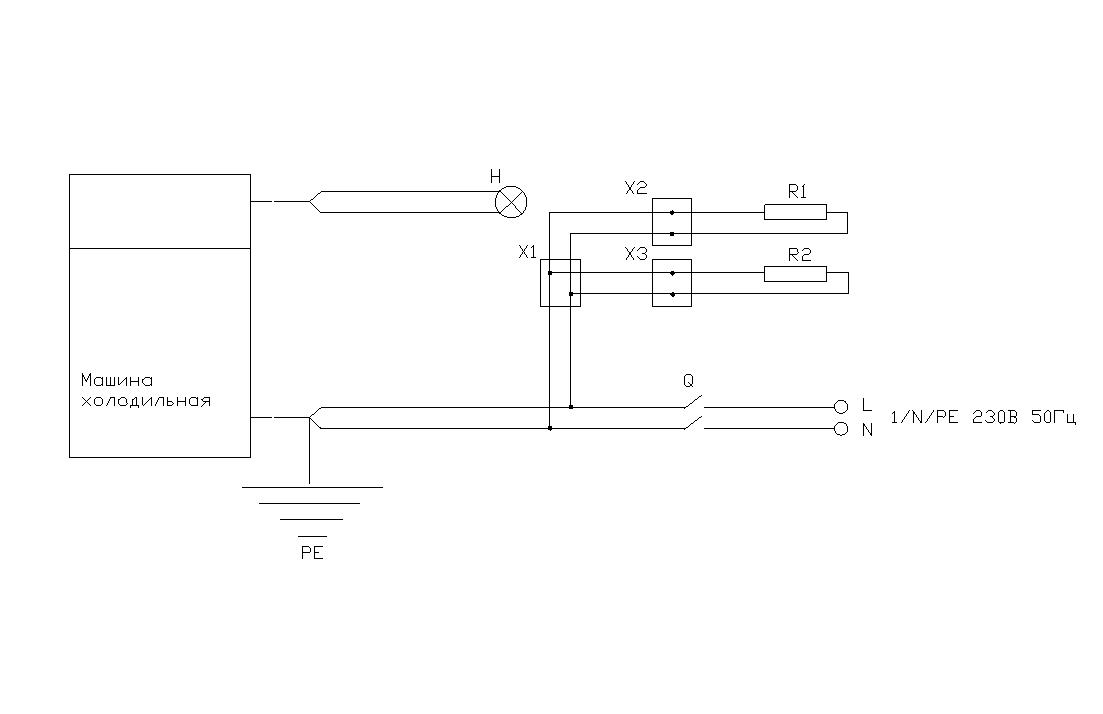 H
X2
R1
X1
X3
R2
Машина
холодильная
Q
L
N
1/N/PE 230В 50Гц
PE